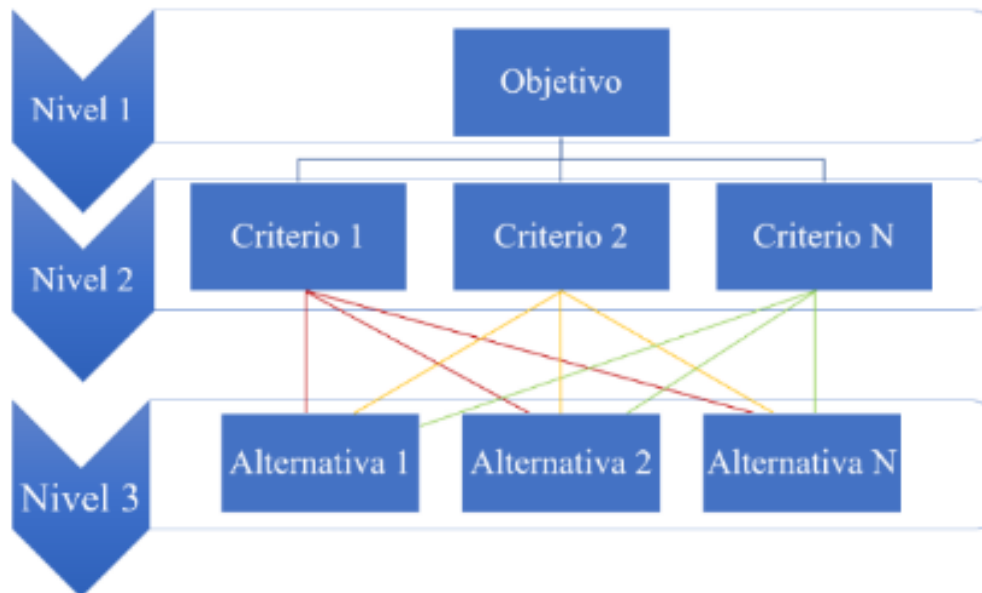 Nivel 1
Objetivo
Nivel 2
Criterio 1
Criterio 2
Criterio N
Nivel 3
Alternativa 1
Alternativa 2
Alternativa N